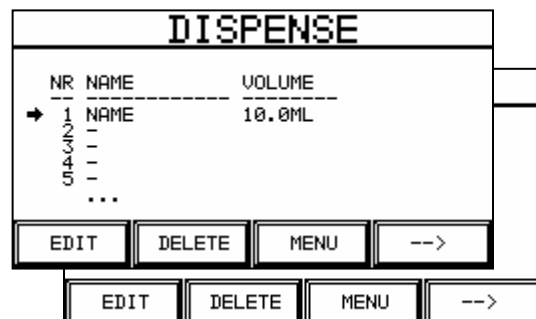 DISPENSE
NR NAME VOLUME
1 NAME 10.0ML
2 -
3 -
4 -
5 -
...
EDIT DELETE MENU -->
EDIT DELETE MENU -->